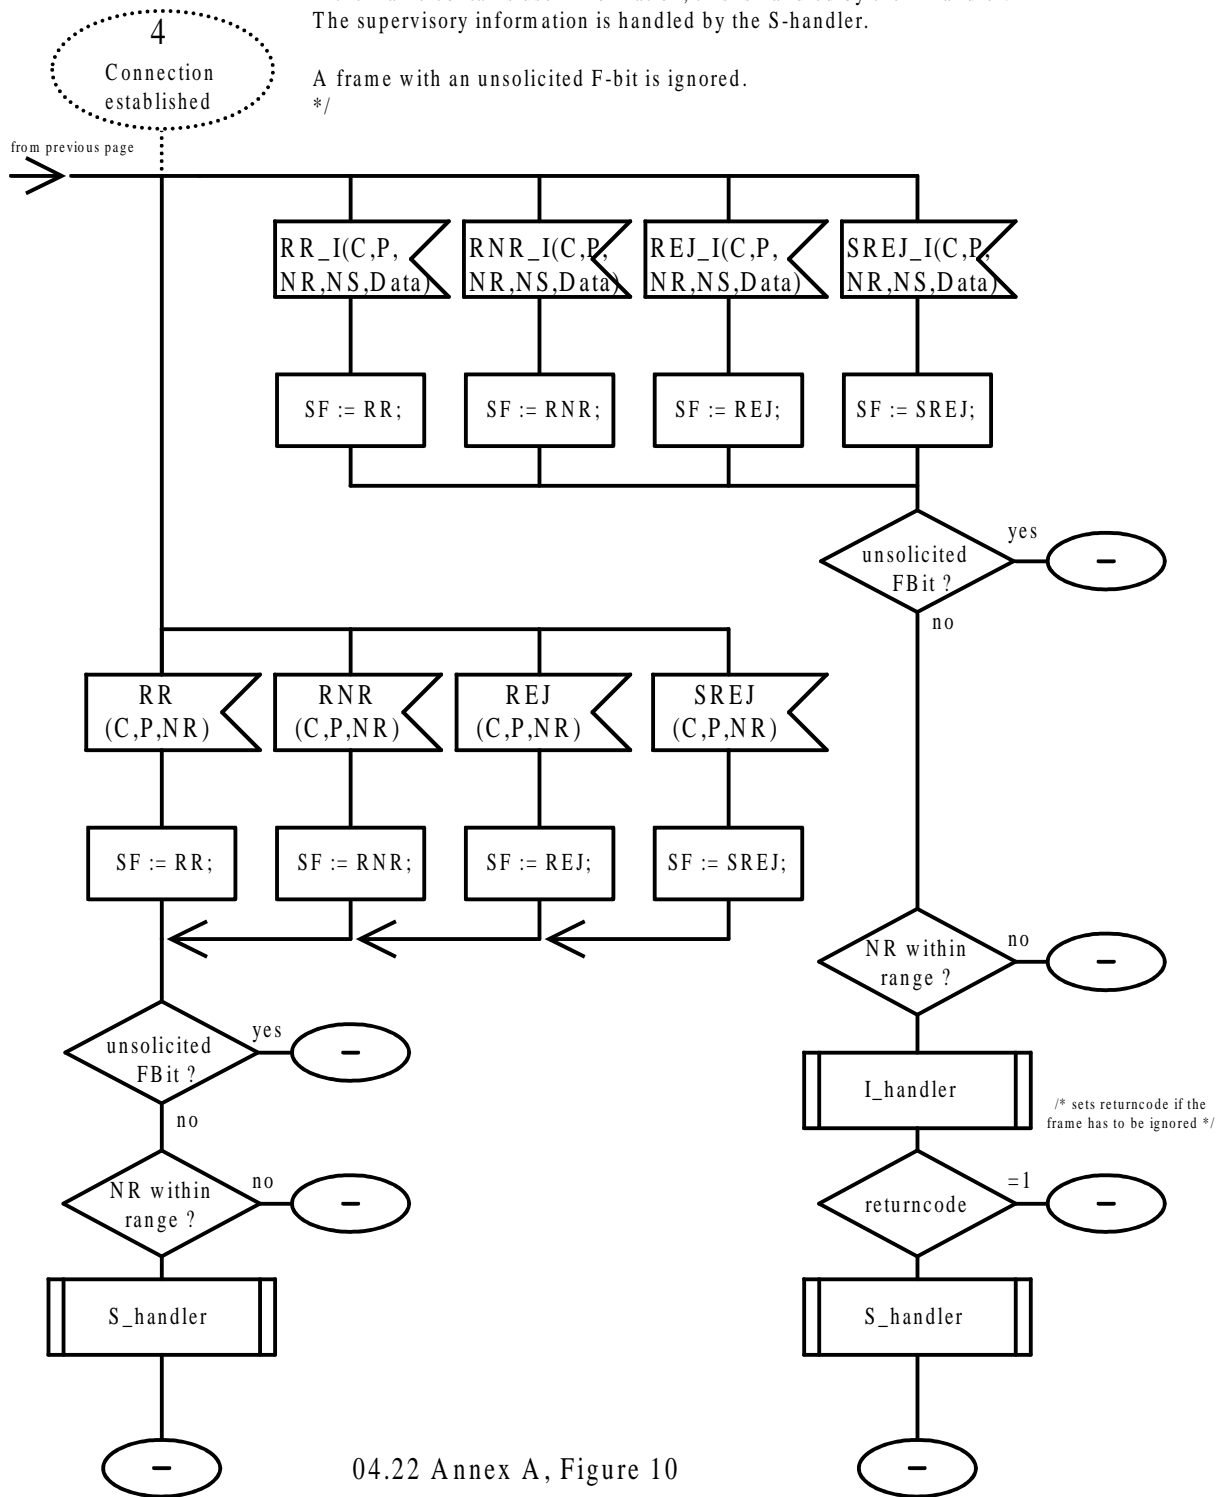 The supervisory information is handled by the S-handler.
A frame with an unsolicited F-bit is ignored.
*/
4
Connection
established
from previous page
RR_I(C,P,
NR,NS,Data)
RNR_I(C,P,
NR,NS,Data)
REJ_I(C,P,
NR,NS,Data)
SREJ_I(C,P,
NR,NS,Data)
SF := RR;
SF := RNR;
SF := REJ;
SF := SREJ;
unsolicited
FBit ?
yes
–
no
RR
(C,P,NR)
RNR
(C,P,NR)
REJ
(C,P,NR)
SREJ
(C,P,NR)
SF := RR;
SF := RNR;
SF := REJ;
SF := SREJ;
NR within
range ?
no
–
unsolicited
FBit ?
yes
–
no
I_handler
/* sets returncode if the
frame has to be ignored */
NR within
range ?
no
–
returncode
=1
–
S_handler
S_handler
–
–
04.22 Annex A, Figure 10